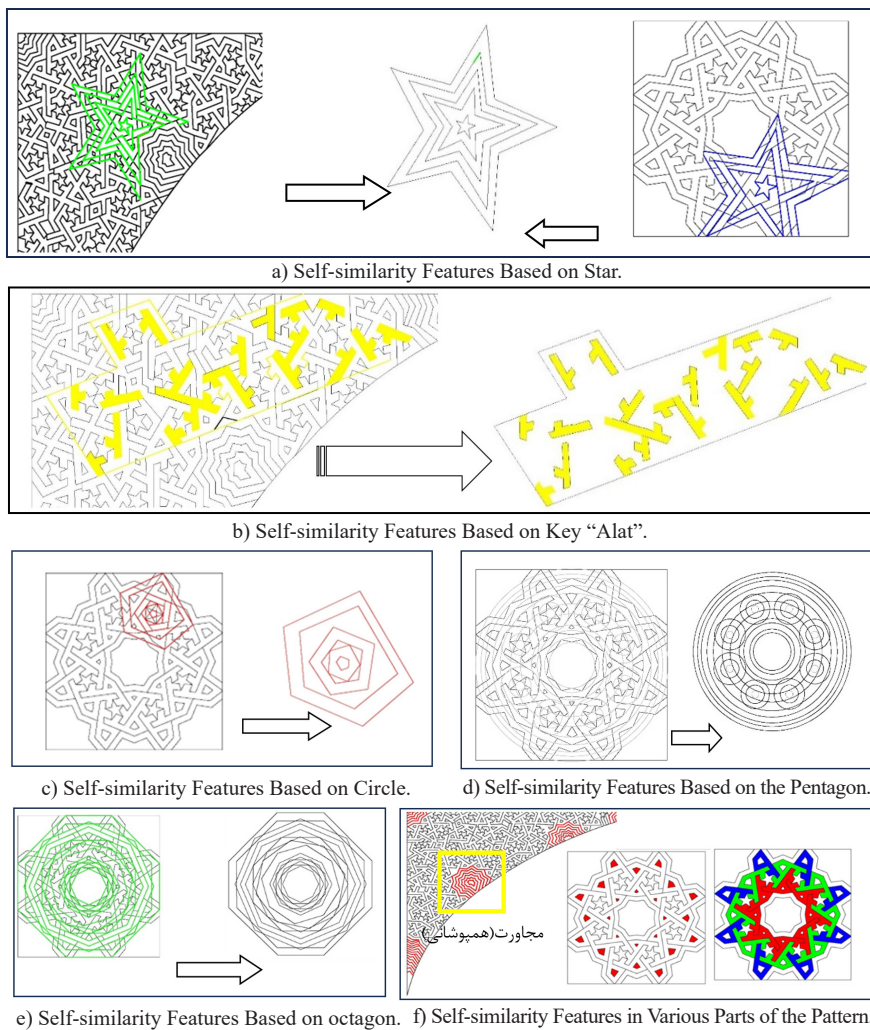 a) Self-similarity Features Based on Star.
b) Self-similarity Features Based on Key “Alat”.
c) Self-similarity Features Based on Circle.
d) Self-similarity Features Based on the Pentagon.
مجاورت(همپوشانی)
e) Self-similarity Features Based on octagon.
f) Self-similarity Features in Various Parts of the Pattern.